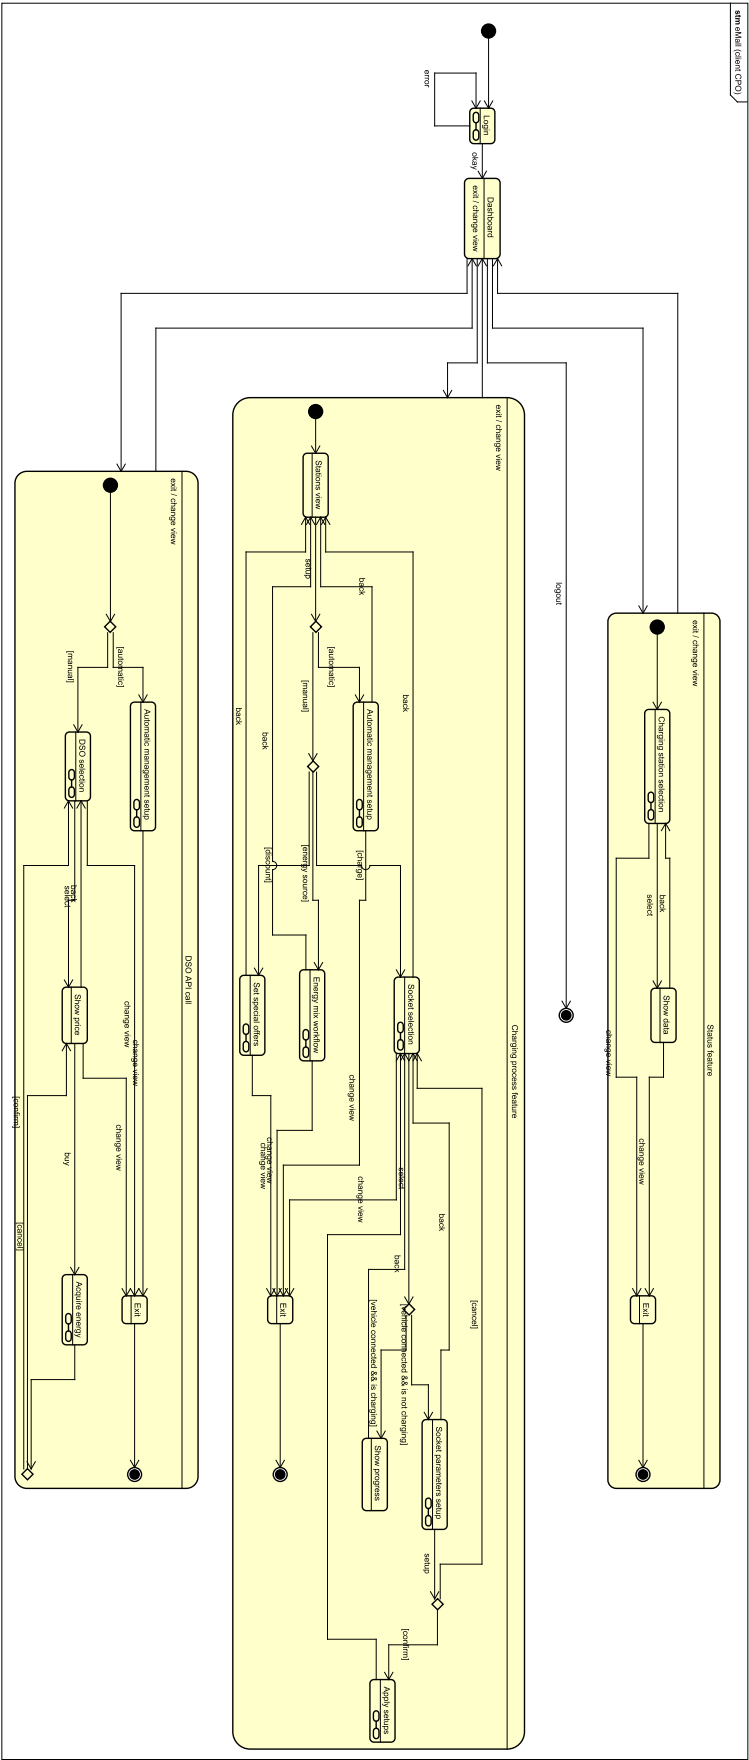 stm eMall (client CPO)
error
Login
okay
Dashboard
exit / change view
logout
Status feature
exit / change view
Charging station selection
back
select
Show data
change view
change view
Exit
Charging process feature
exit / change view
Stations view
setup
back
back
back
back
[automatic]
[manual]
Automatic management setup
[charge]
[energy source]
[discount]
Socket selection
Energy mix workflow
Set special offers
change view
change view
change view
change view
select
back
back
[cancel]
[vehicle connected && is not charging]
[vehicle connected && is charging]
Exit
Socket parameters setup
Show progress
setup
[confirm]
Apply setups
DSO API call
exit / change view
[automatic]
[manual]
Automatic management setup
DSO selection
back
select
Show price
change view
change view
change view
buy
[confirm]
[cancel]
Acquire energy
Exit